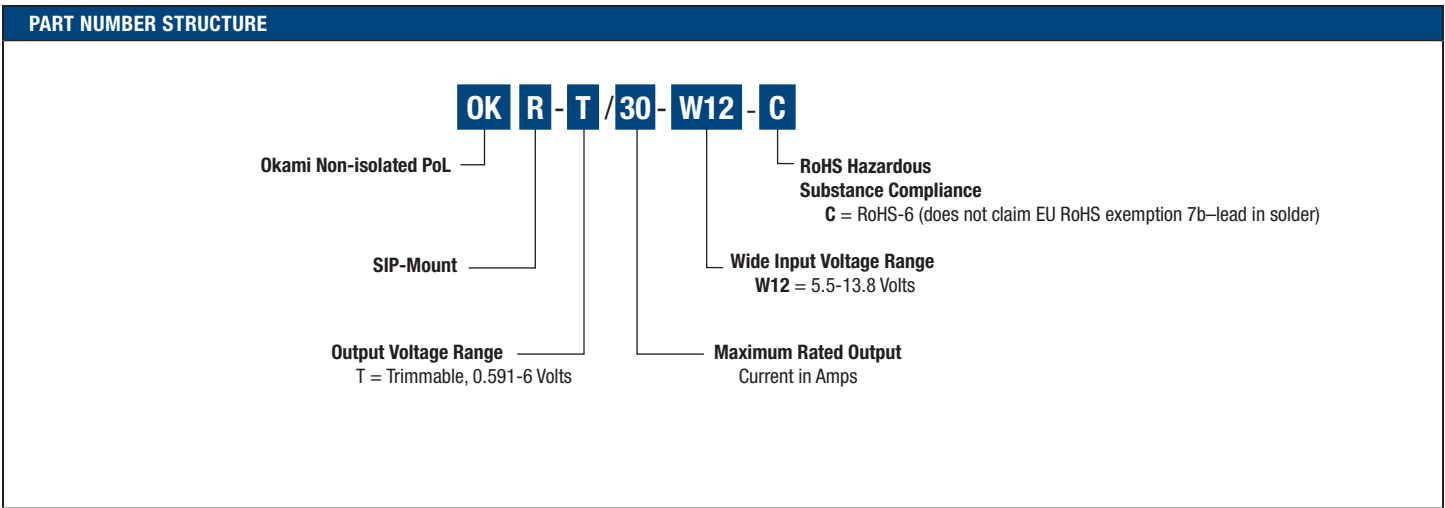 PART NUMBER STRUCTURE
OK R - T / 30 - W12 - C
Okami Non-isolated PoL
RoHS Hazardous
Substance Compliance
C = RoHS-6 (does not claim EU RoHS exemption 7b–lead in solder)
SIP-Mount
Wide Input Voltage Range
W12 = 5.5-13.8 Volts
Output Voltage Range
T = Trimmable, 0.591-6 Volts
Maximum Rated Output
Current in Amps